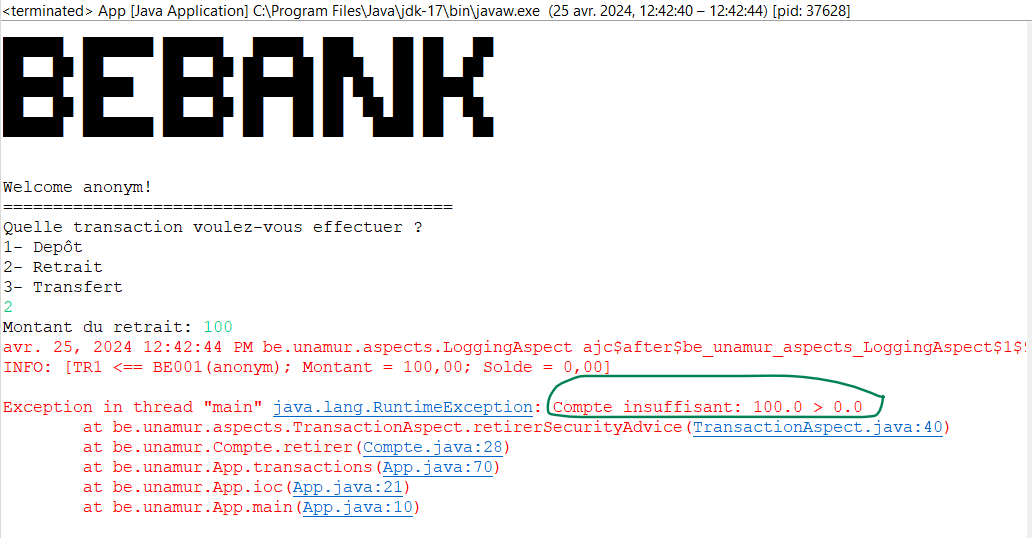 <terminated> App [Java Application] C:\Program Files\Java\jdk-17\bin\javaw.exe (25 avr. 2024, 12:42:40 – 12:42:44) [pid: 37628]
BEBANK
Welcome anonym!
=============================================
Quelle transaction voulez-vous effectuer ?
1- Depôt
2- Retrait
3- Transfert
2
Montant du retrait: 100
avr. 25, 2024 12:42:44 PM be.unamur.aspects.LoggingAspect ajc$after$be_unamur_aspects_LoggingAspect$1$
INFO: [TR1 <== BE001(anonym); Montant = 100,00; Solde = 0,00]
Exception in thread "main" java.lang.RuntimeException: Compte insuffisant: 100.0 > 0.0
at be.unamur.aspects.TransactionAspect.retirerSecurityAdvice(TransactionAspect.java:40)
at be.unamur.Compte.retirer(Compte.java:28)
at be.unamur.App.transactions(App.java:70)
at be.unamur.App.ioc(App.java:21)
at be.unamur.App.main(App.java:10)